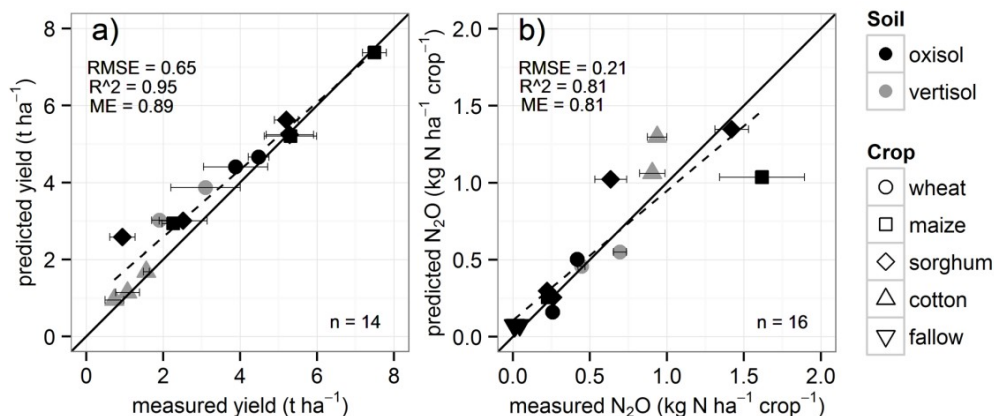 a)
RMSE = 0.65
R^2 = 0.95
ME = 0.89
n = 14
8
6
4
2
0
0 2 4 6 8
predicted yield (t ha⁻¹)
measured yield (t ha⁻¹)
b)
RMSE = 0.21
R^2 = 0.81
ME = 0.81
n = 16
2.0
1.5
1.0
0.5
0.0
0.0 0.5 1.0 1.5 2.0
predicted N₂O (kg N ha⁻¹ crop⁻¹)
measured N₂O (kg N ha⁻¹ crop⁻¹)
Soil
oxisol
vertisol
Crop
wheat
maize
sorghum
cotton
fallow